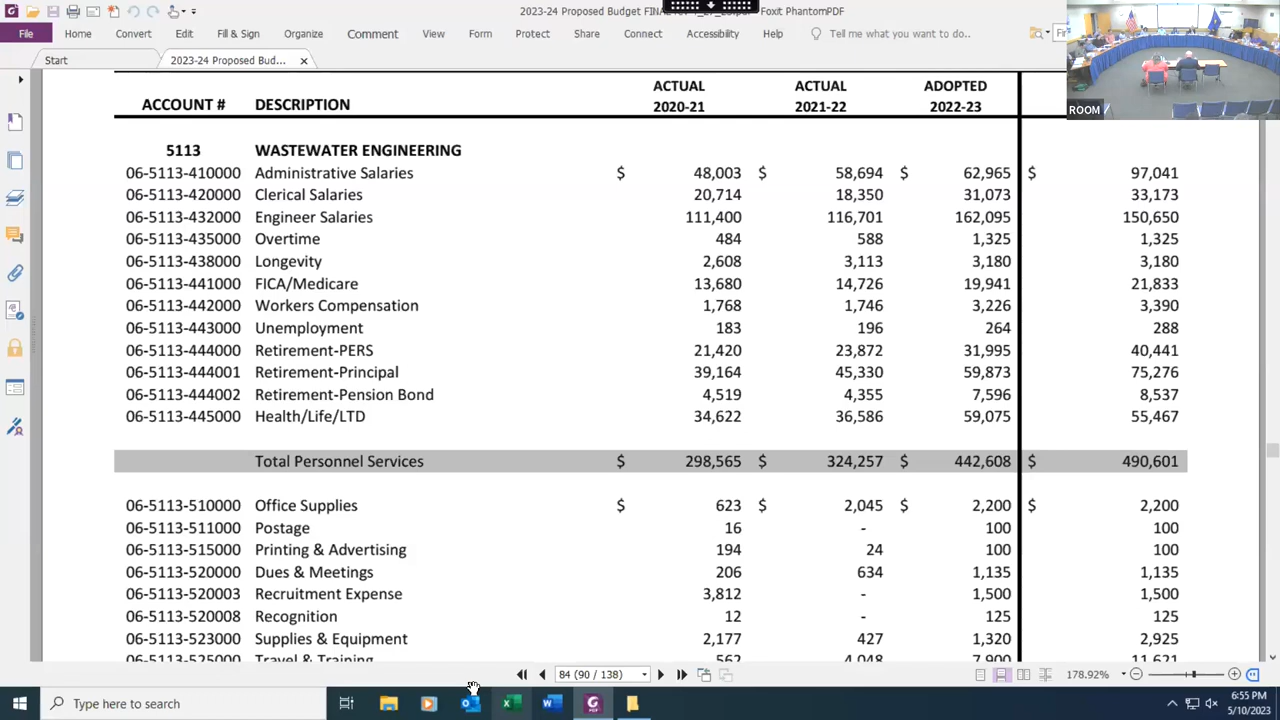 2023-24 Proposed Budget FINAL
Foxit PhantomPDF
File Home Convert Edit Fill & Sign Organize Comment View Form Protect Share Connect Accessibility Help Tell me what you want to do..
Start 2023-24 Proposed Bud...
ROOM
ACTUAL ACTUAL ADOPTED
ACCOUNT # DESCRIPTION 2020-21 2021-22 2022-23
5113 WASTEWATER ENGINEERING
06-5113-410000 Administrative Salaries $ 48,003 $ 58,694 $ 62,965 $ 97,041
06-5113-420000 Clerical Salaries 20,714 18,350 31,073 33,173
06-5113-432000 Engineer Salaries 111,400 116,701 162,095 150,650
06-5113-435000 Overtime 484 588 1,325 1,325
06-5113-438000 Longevity 2,608 3,113 3,180 3,180
06-5113-441000 FICA/Medicare 13,680 14,726 19,941 21,833
06-5113-442000 Workers Compensation 1,768 1,746 3,226 3,390
06-5113-443000 Unemployment 183 196 264 288
06-5113-444000 Retirement-PERS 21,420 23,872 31,995 40,441
06-5113-444001 Retirement-Principal 39,164 45,330 59,873 75,276
06-5113-444002 Retirement-Pension Bond 4,519 4,355 7,596 8,537
06-5113-445000 Health/Life/LTD 34,622 36,586 59,075 55,467
Total Personnel Services $ 298,565 $ 324,257 $ 442,608 $ 490,601
06-5113-510000 Office Supplies $ 623 $ 2,045 $ 2,200 $ 2,200
06-5113-511000 Postage 16 - 100 100
06-5113-515000 Printing & Advertising 194 24 100 100
06-5113-520000 Dues & Meetings 206 634 1,135 1,135
06-5113-520003 Recruitment Expense 3,812 - 1,500 1,500
06-5113-520008 Recognition 12 - 125 125
06-5113-523000 Supplies & Equipment 2,177 427 1,320 2,925
06-5113-525000 Travel & Training 562 4,048 7,900 11,621
84 (90 / 138) 178.92%
Type here to search
6:55 PM
5/10/2023